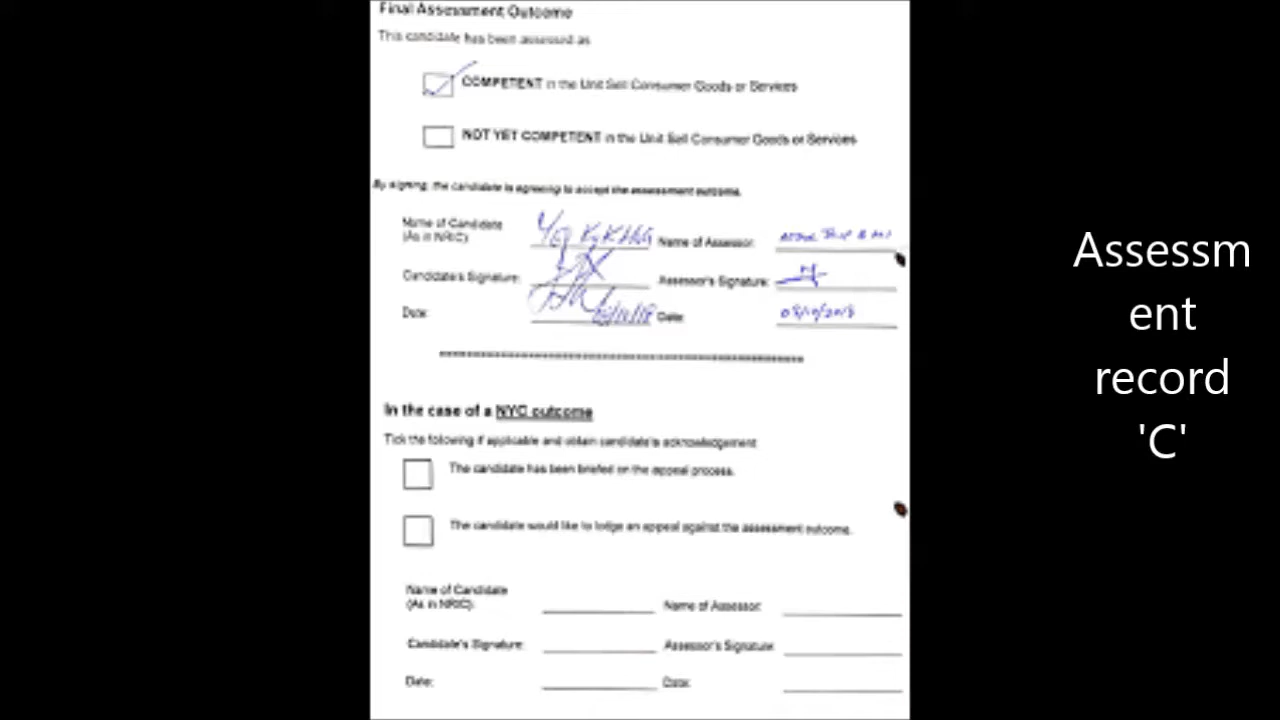 Final Assessment Outcome
This candidate has been assessed as
COMPETENT in the Unit Sell Consumer Goods or Services
NOT YET COMPETENT in the Unit Sell Consumer Goods or Services
By signing, the candidate is agreeing to accept the assessment outcome.
Name of Candidate
(As in NRIC):
Name of Assessor:
Candidate's Signature:
Assessor's Signature:
Date:
Date:
In the case of a NYC outcome
Tick the following if applicable and obtain candidate's acknowledgement
The candidate has been briefed on the appeal process.
The candidate would like to lodge an appeal against the assessment outcome.
Name of Candidate
(As in NRIC):
Name of Assessor:
Candidate's Signature:
Assessor's Signature:
Date:
Date:
Assessm
ent
record
'C'